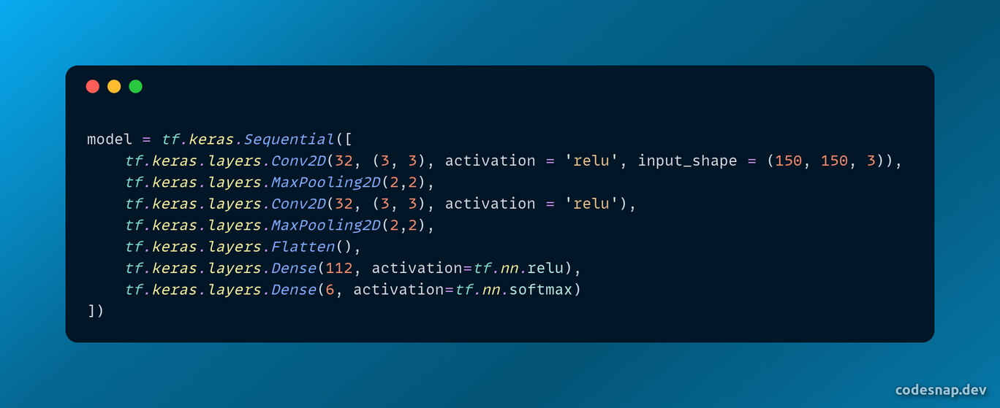 model = tf.keras.Sequential([
    tf.keras.layers.Conv2D(32, (3, 3), activation = 'relu', input_shape = (150, 150, 3)),
    tf.keras.layers.MaxPooling2D(2,2),
    tf.keras.layers.Conv2D(32, (3, 3), activation = 'relu'),
    tf.keras.layers.MaxPooling2D(2,2),
    tf.keras.layers.Flatten(),
    tf.keras.layers.Dense(112, activation=tf.nn.relu),
    tf.keras.layers.Dense(6, activation=tf.nn.softmax)
])
codesnap.dev